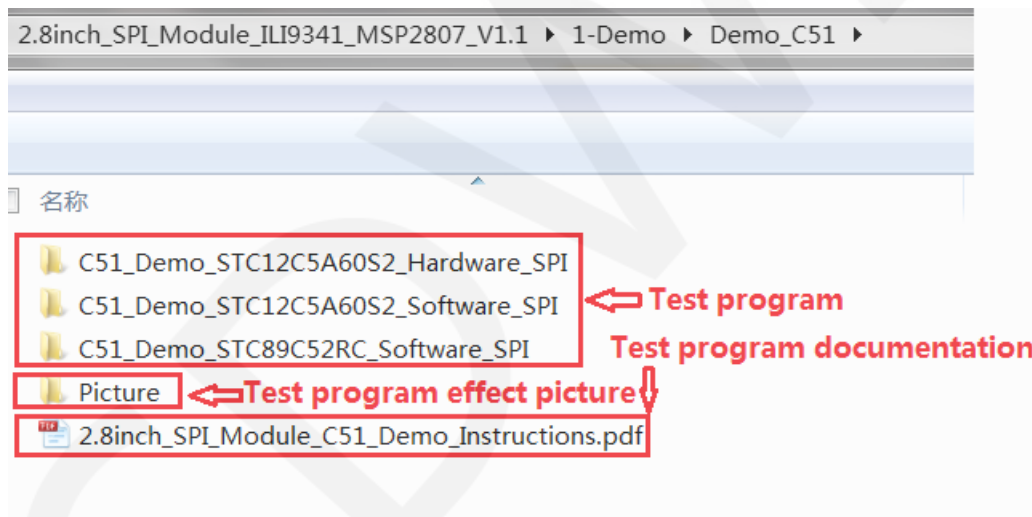 2.8inch_SPI_Module_ILI9341_MSP2807_V1.1 ▸ 1-Demo ▸ Demo_C51 ▸
名称
C51_Demo_STC12C5A60S2_Hardware_SPI
C51_Demo_STC12C5A60S2_Software_SPI
Test program
C51_Demo_STC89C52RC_Software_SPI
Test program documentation
Picture
Test program effect picture
2.8inch_SPI_Module_C51_Demo_Instructions.pdf